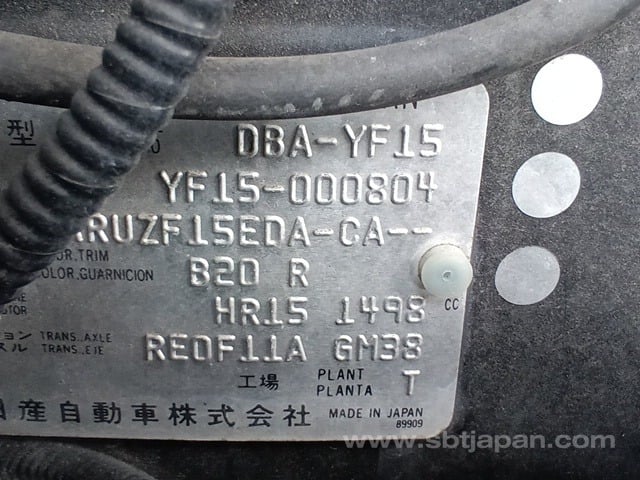 型 DBA-YF15
YF15-000804
RUZF15EDA-CA--
TRIM
COLOR, GUARNICION B20 R
HR15 1498 CC
TRANS., AXLE
TRANS., EJE RE0F11A GM38
工場 PLANT
PLANTA T
日産自動車株式会社 MADE IN JAPAN
89909
www.sbtjapan.com